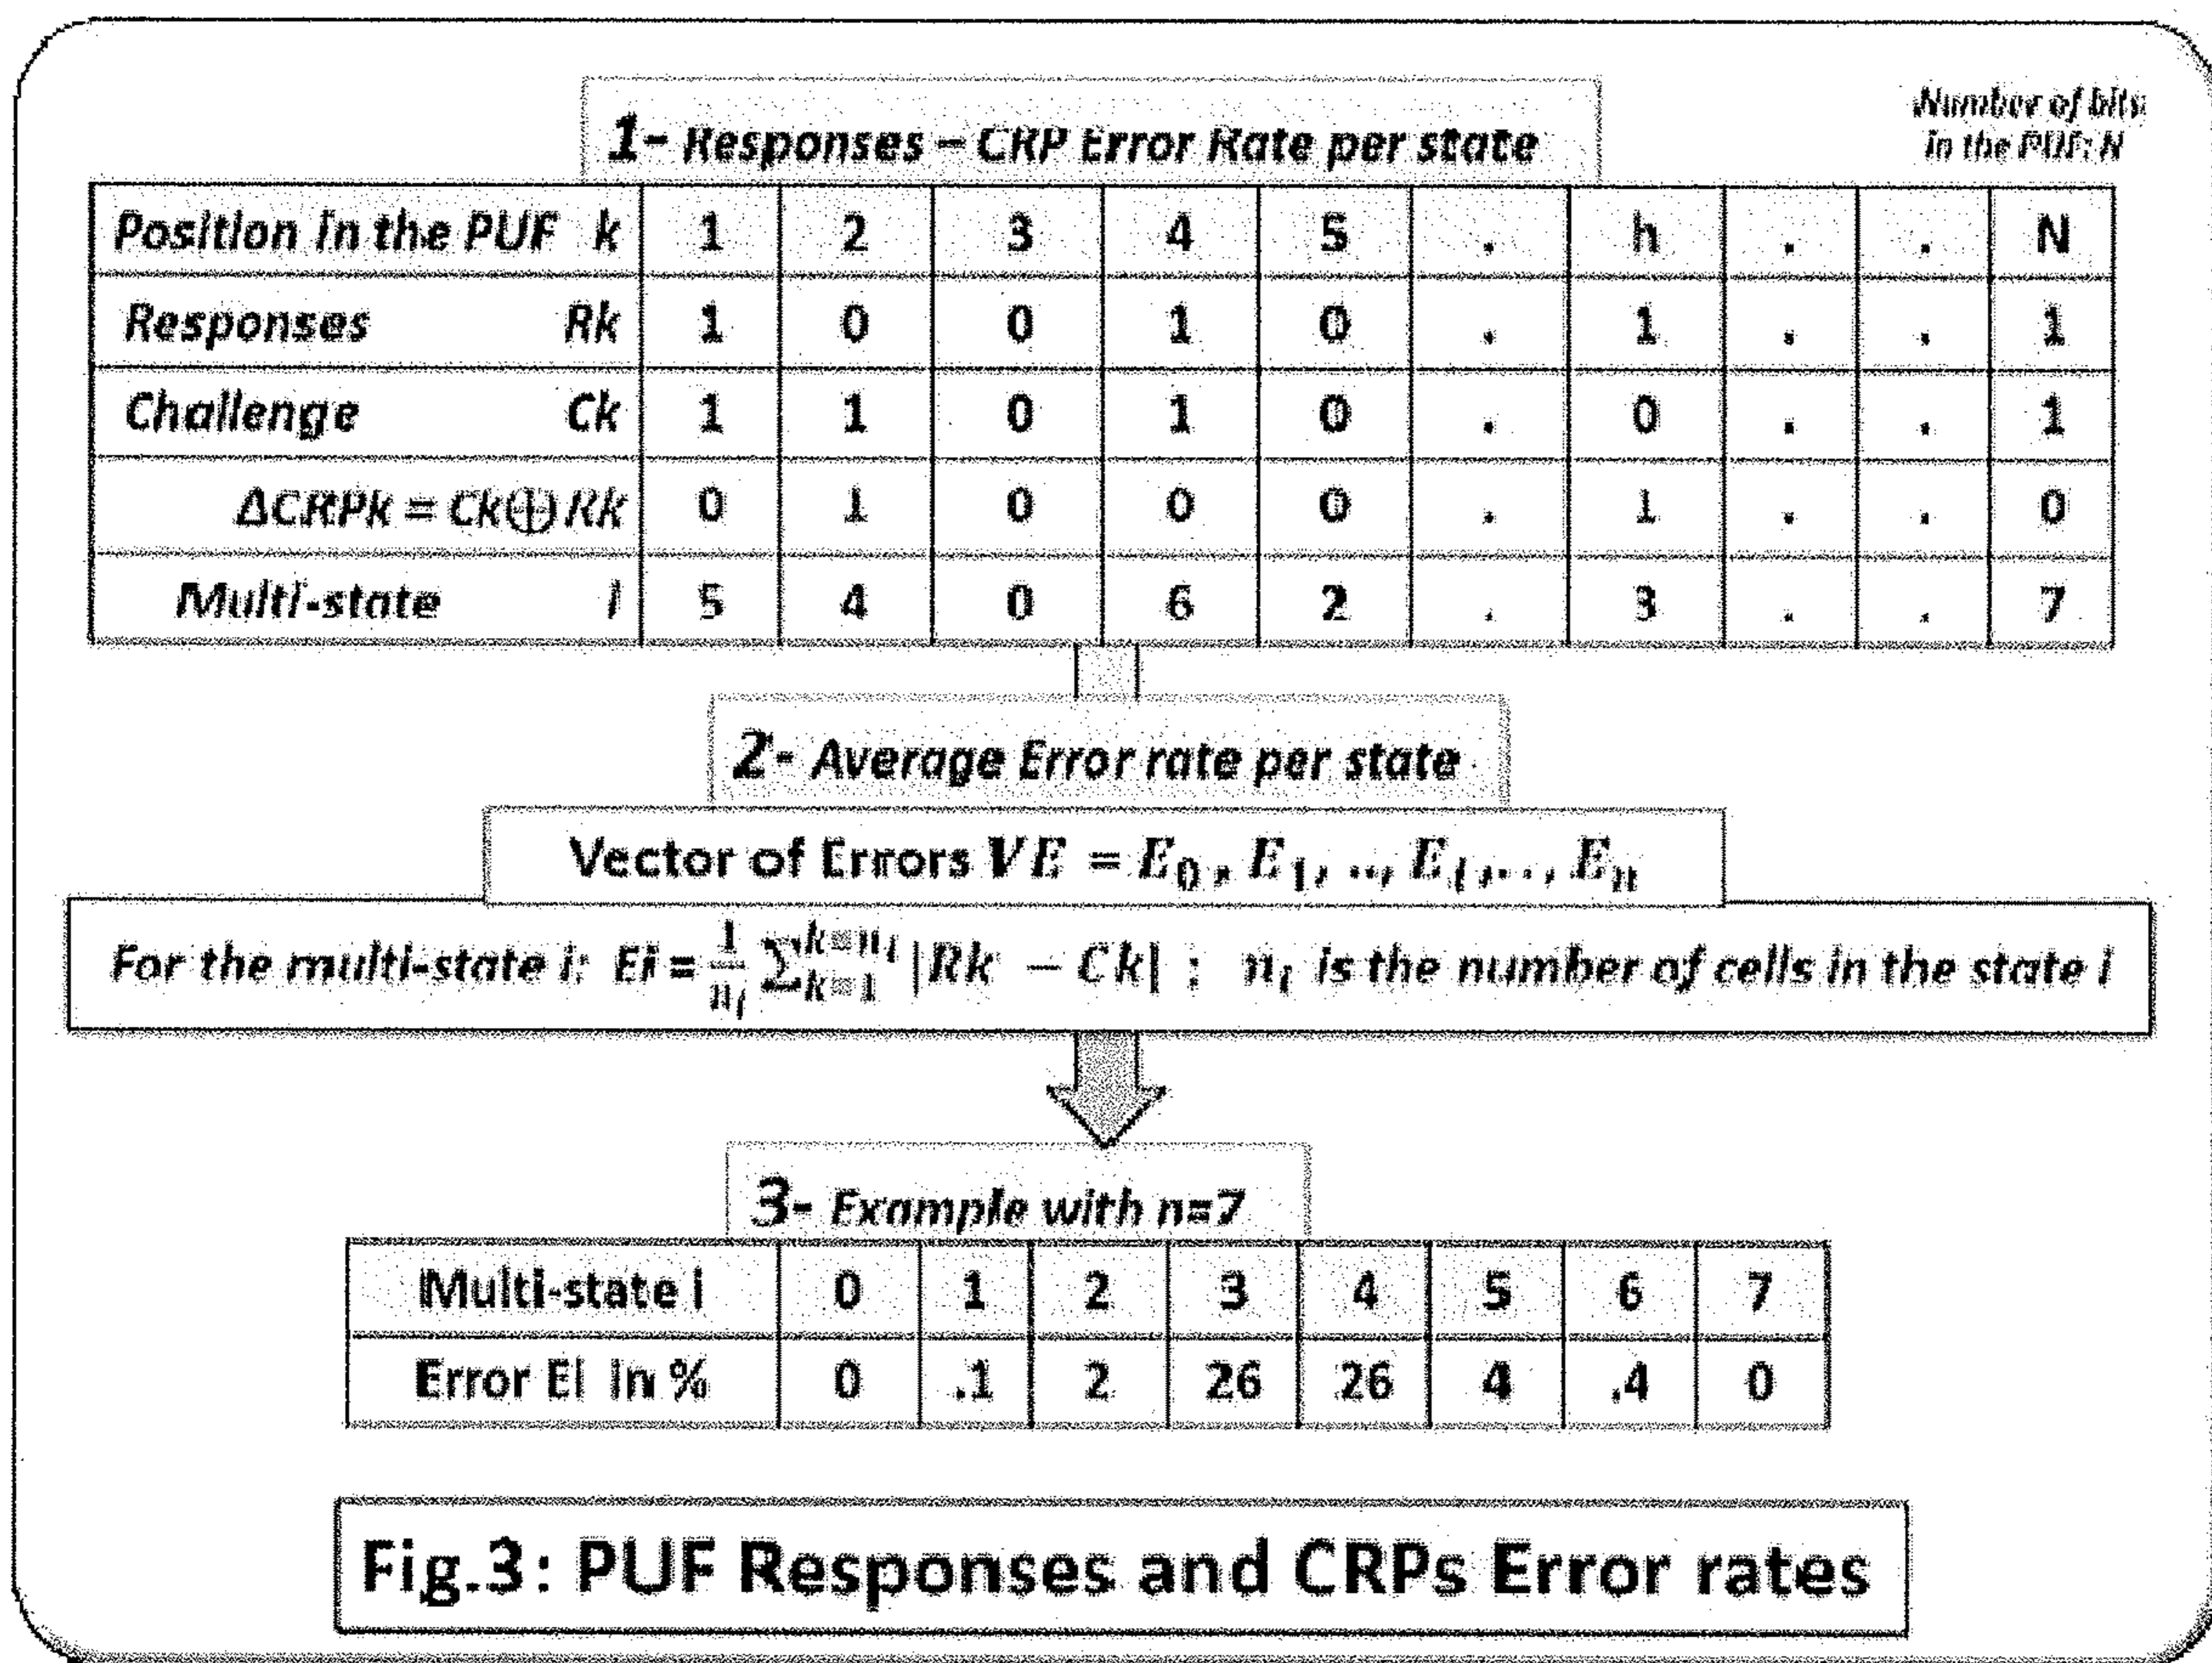 Number of bits
in the PUF: N
1- Responses – CRP Error Rate per state
Position in the PUF k 1 2 3 4 5 . h . . N
Responses Rk 1 0 0 1 0 . 1 . . 1
Challenge Ck 1 1 0 1 0 . 0 . . 1
ΔCRPk = Ck⊕Rk 0 1 0 0 0 . 1 . . 0
Multi-state i 5 4 0 6 2 . 3 . . 7
2- Average Error rate per state
Vector of Errors VE = E₀, E₁, .., Eᵢ,.., Eₙ
For the multi-state i: Ei = 1/nᵢ ∑ₖ₌₁ᵏ⁼ⁿⁱ |Rk – Ck| ; nᵢ is the number of cells in the state i
3- Example with n=7
Multi-state i 0 1 2 3 4 5 6 7
Error Ei in % 0 .1 2 26 26 4 .4 0
Fig.3: PUF Responses and CRPs Error rates